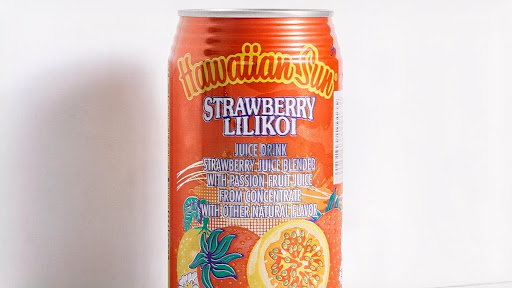 Hawaiian Sun
STRAWBERRY
LILIKOI
JUICE DRINK
STRAWBERRY JUICE BLENDED
WITH PASSION FRUIT JUICE
FROM CONCENTRATE
WITH OTHER NATURAL FLAVOR